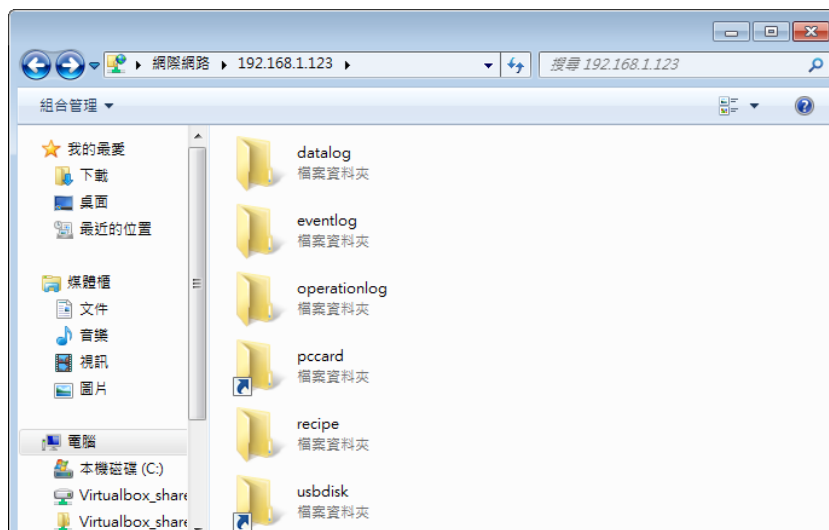 網際網路 192.168.1.123
搜尋 192.168.1.123
組合管理
我的最愛
下載
桌面
最近的位置
媒體櫃
文件
音樂
視訊
圖片
電腦
本機磁碟 (C:)
Virtualbox_share
Virtualbox_share
datalog
檔案資料夾
eventlog
檔案資料夾
operationlog
檔案資料夾
pccard
檔案資料夾
recipe
檔案資料夾
usbdisk
檔案資料夾